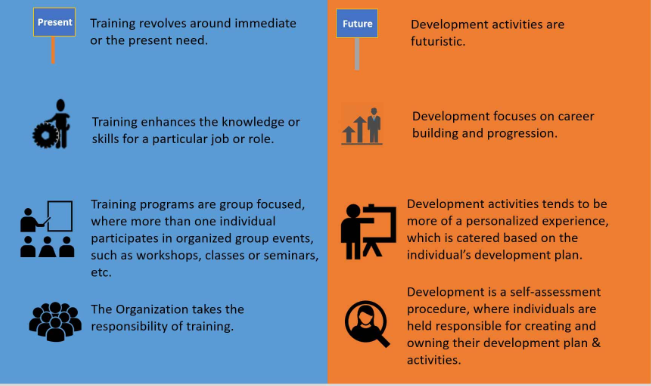 Present
Training revolves around immediate
or the present need.
Training enhances the knowledge or
skills for a particular job or role.
Training programs are group focused,
where more than one individual
participates in organized group events,
such as workshops, classes or seminars,
etc.
The Organization takes the
responsibility of training.
Future
Development activities are
futuristic.
Development focuses on career
building and progression.
Development activities tends to be
more of a personalized experience,
which is catered based on the
individual's development plan.
Development is a self-assessment
procedure, where individuals are
held responsible for creating and
owning their development plan &
activities.